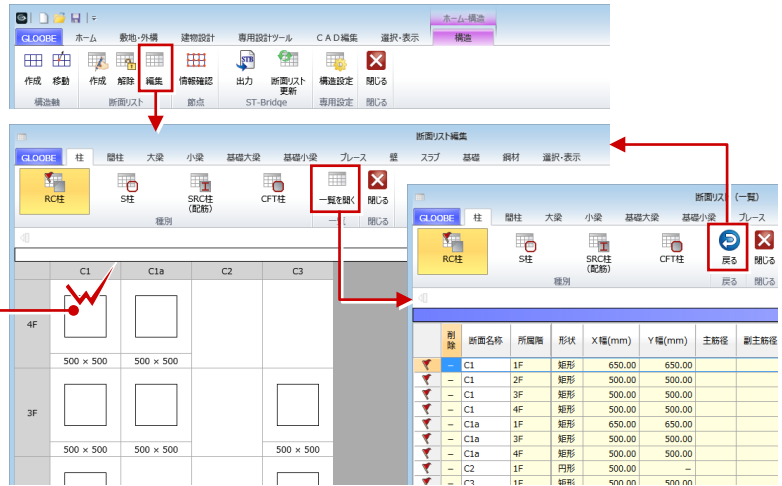 ホーム-構造
GLOOBE ホーム 敷地・外構 建物設計 専用設計ツール CAD編集 選択・表示 構造
作成 移動 作成 解除 編集 情報確認 出力 断面リスト更新 構造設定 閉じる
構造軸 断面リスト 節点 ST-Bridge 専用設定 閉じる
断面リスト編集
GLOOBE 柱 間柱 大梁 小梁 基礎大梁 基礎小梁 ブレース 壁 スラブ 基礎 鋼材 選択・表示
RC柱 S柱 SRC柱(配筋) CFT柱 一覧を開く 閉じる
種別 閉じる
C1 C1a C2 C3
4F
500 × 500 500 × 500
3F
500 × 500 500 × 500 500 × 500
断面リスト (一覧)
GLOOBE 柱 間柱 大梁 小梁 基礎大梁 基礎小梁 ブレース
RC柱 S柱 SRC柱(配筋) CFT柱 戻る 閉じる
種別 戻る 閉じる
削除 断面名称 所属階 形状 X幅(mm) Y幅(mm) 主筋径 副主筋径
– C1 1F 矩形 650.00 650.00
– C1 2F 矩形 500.00 500.00
– C1 3F 矩形 500.00 500.00
– C1 4F 矩形 500.00 500.00
– C1a 1F 矩形 650.00 650.00
– C1a 3F 矩形 500.00 500.00
– C1a 4F 矩形 500.00 500.00
– C2 1F 円形 500.00 –
– C3 1F 矩形 500.00 500.00